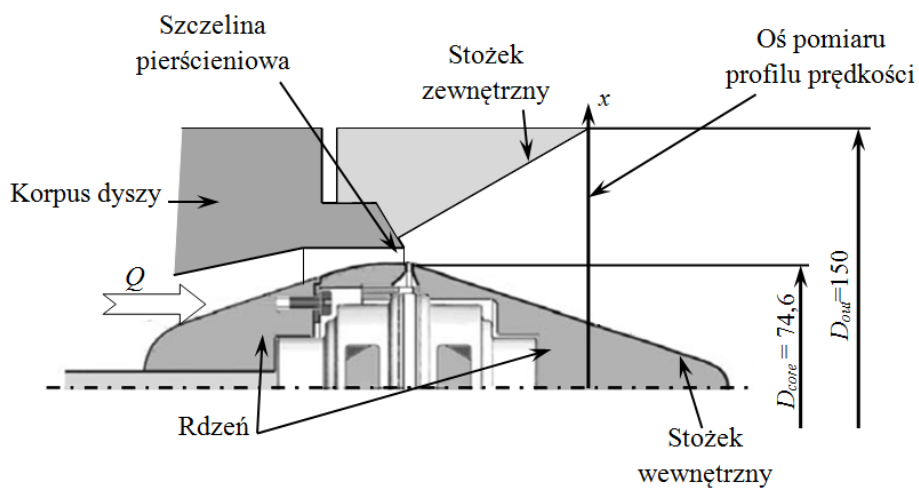 Szczelina
pierścieniowa
Stożek
zewnętrzny
Oś pomiaru
profilu prędkości
x
Korpus dyszy
Q
D_core = 74,6
D_out=150
Rdzeń
Stożek
wewnętrzny